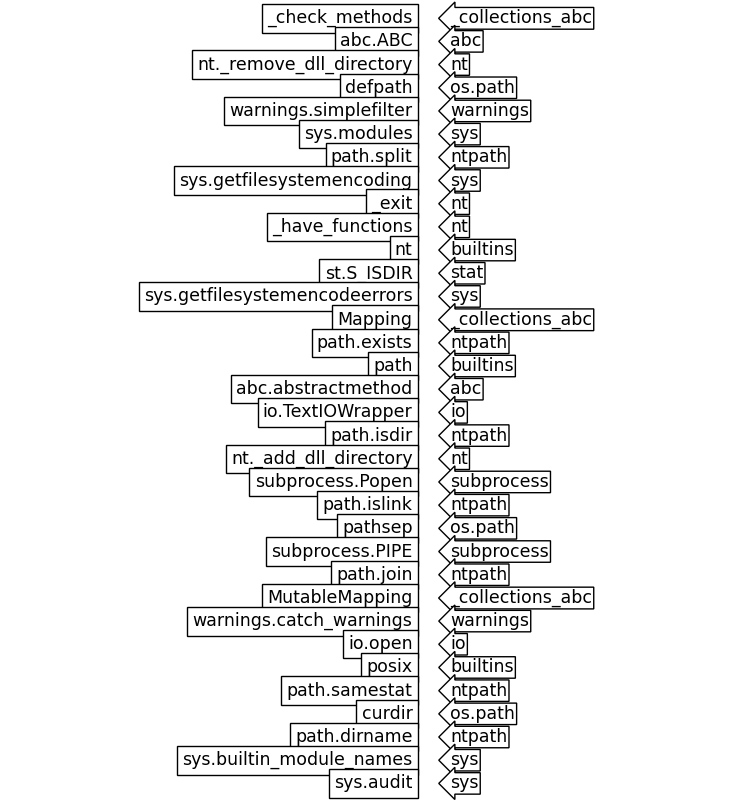 _check_methods _collections_abc
abc.ABC abc
nt._remove_dll_directory nt
defpath os.path
warnings.simplefilter warnings
sys.modules sys
path.split ntpath
sys.getfilesystemencoding sys
_exit nt
_have_functions nt
nt builtins
st.S_ISDIR stat
sys.getfilesystemencodeerrors sys
Mapping _collections_abc
path.exists ntpath
path builtins
abc.abstractmethod abc
io.TextIOWrapper io
path.isdir ntpath
nt._add_dll_directory nt
subprocess.Popen subprocess
path.islink ntpath
pathsep os.path
subprocess.PIPE subprocess
path.join ntpath
MutableMapping _collections_abc
warnings.catch_warnings warnings
io.open io
posix builtins
path.samestat ntpath
curdir os.path
path.dirname ntpath
sys.builtin_module_names sys
sys.audit sys